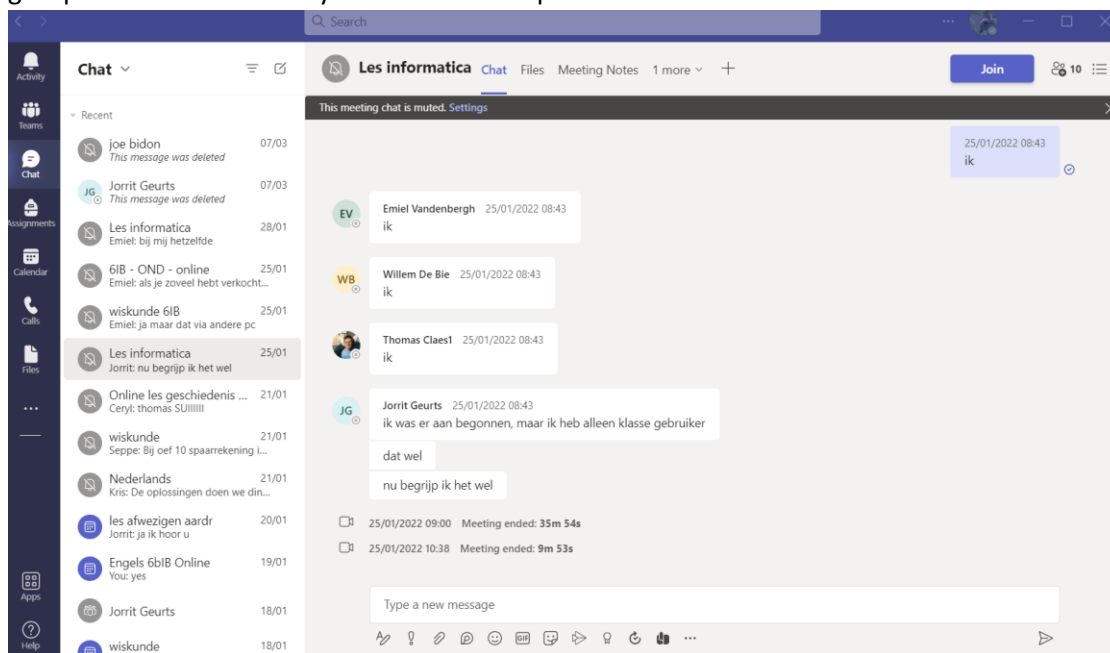 Search
Activity
Teams
Chat
Assignments
Calendar
Calls
Files
Apps
Help
Chat
Recent
joe bidon 07/03
This message was deleted
JG Jorrit Geurts 07/03
This message was deleted
Les informatica 28/01
Emiel: bij mij hetzelfde
6IB - OND - online 25/01
Emiel: als je zoveel hebt verkocht...
wiskunde 6IB 25/01
Emiel: ja maar dat via andere pc
Les informatica 25/01
Jorrit: nu begrijp ik het wel
Online les geschiedenis ... 21/01
Ceryl: thomas SUIIIIII
wiskunde 21/01
Seppe: Bij oef 10 spaarrekening i...
Nederlands 21/01
Kris: De oplossingen doen we din...
les afwezigen aardr 20/01
Jorrit: ja ik hoor u
Engels 6bIB Online 19/01
You: yes
Jorrit Geurts 18/01
wiskunde 18/01
Les informatica Chat Files Meeting Notes 1 more Join 10
This meeting chat is muted. Settings
25/01/2022 08:43
ik
EV Emiel Vandenbergh 25/01/2022 08:43
ik
WB Willem De Bie 25/01/2022 08:43
ik
Thomas Claes1 25/01/2022 08:43
ik
JG Jorrit Geurts 25/01/2022 08:43
ik was er aan begonnen, maar ik heb alleen klasse gebruiker
dat wel
nu begrijp ik het wel
25/01/2022 09:00 Meeting ended: 35m 54s
25/01/2022 10:38 Meeting ended: 9m 53s
Type a new message
GIF